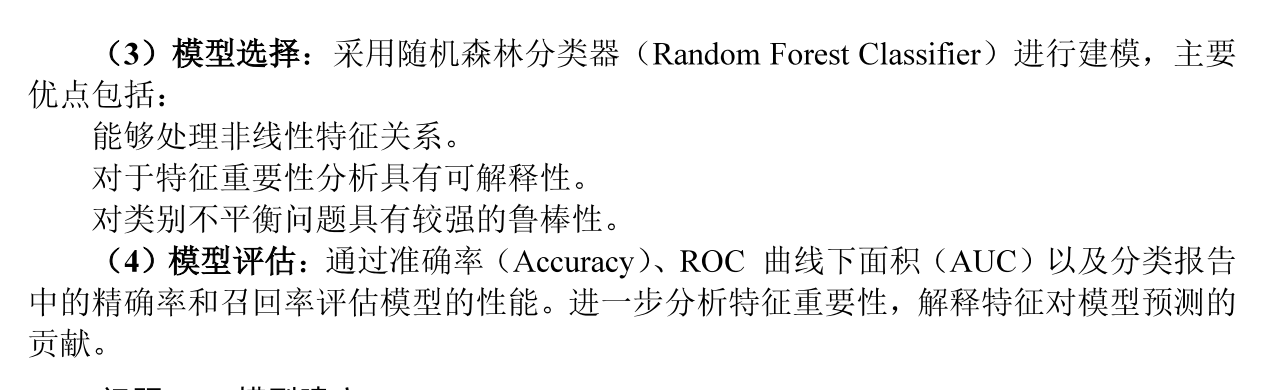 （3）模型选择：采用随机森林分类器（Random Forest Classifier）进行建模，主要
优点包括：
能够处理非线性特征关系。
对于特征重要性分析具有可解释性。
对类别不平衡问题具有较强的鲁棒性。
（4）模型评估：通过准确率（Accuracy）、ROC 曲线下面积（AUC）以及分类报告
中的精确率和召回率评估模型的性能。进一步分析特征重要性，解释特征对模型预测的
贡献。